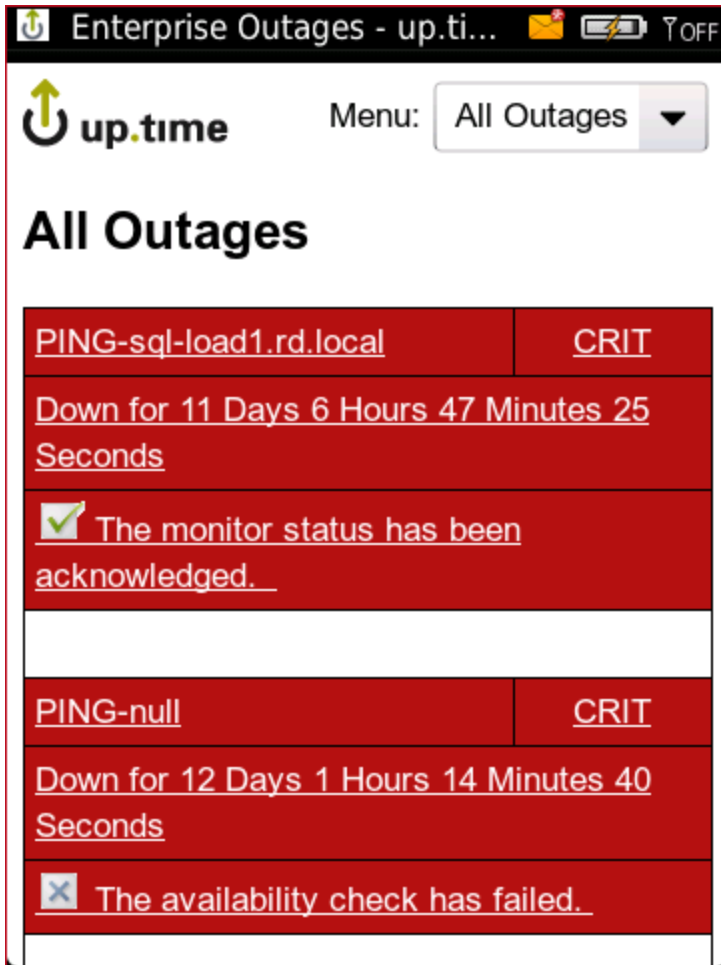 Enterprise Outages - up.ti... OFF
up.time
Menu: All Outages
All Outages
PING-sql-load1.rd.local CRIT
Down for 11 Days 6 Hours 47 Minutes 25
Seconds
The monitor status has been
acknowledged.
PING-null CRIT
Down for 12 Days 1 Hours 14 Minutes 40
Seconds
The availability check has failed.